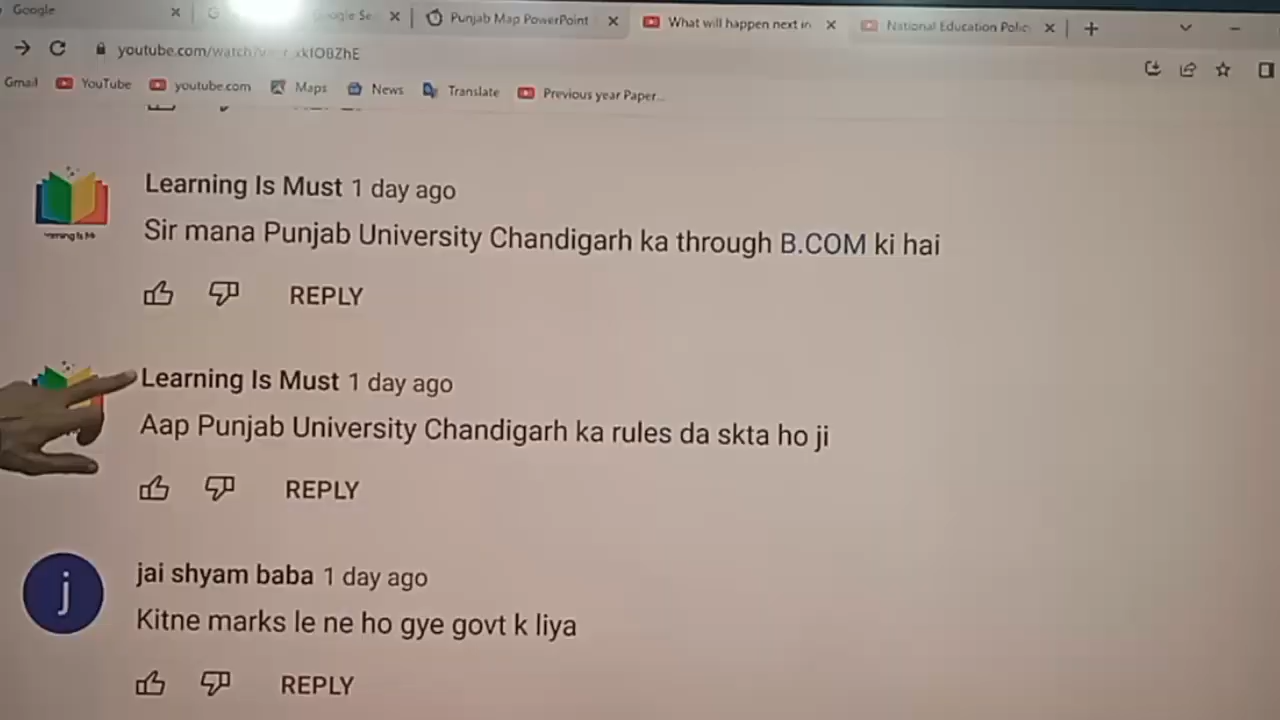 Google
Punjab Map PowerPoint
What will happen next in
National Education Polic
youtube.com/watch
Gmail
YouTube
youtube.com
Maps
News
Translate
Previous year Paper...
Learning Is Must 1 day ago
Sir mana Punjab University Chandigarh ka through B.COM ki hai
REPLY
Learning Is Must 1 day ago
Aap Punjab University Chandigarh ka rules da skta ho ji
REPLY
j
jai shyam baba 1 day ago
Kitne marks le ne ho gye govt k liya
REPLY